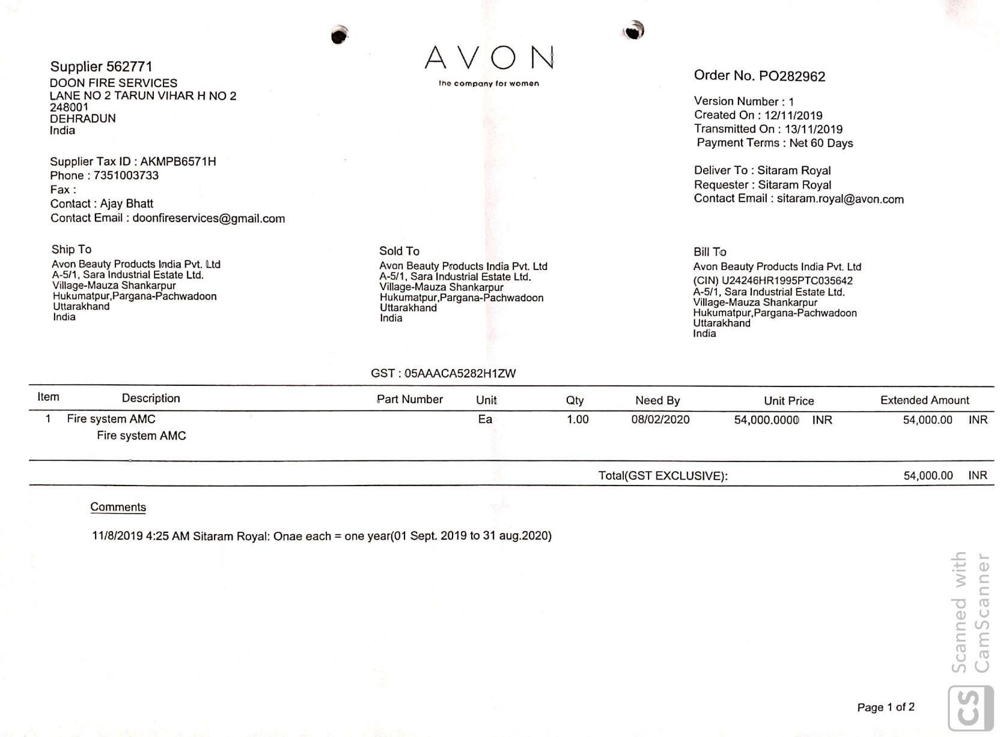 AVON
the company for women
Supplier 562771
DOON FIRE SERVICES
LANE NO 2 TARUN VIHAR H NO 2
248001
DEHRADUN
India
Supplier Tax ID : AKMPB6571H
Phone : 7351003733
Fax :
Contact : Ajay Bhatt
Contact Email : doonfireservices@gmail.com
Order No. PO282962
Version Number : 1
Created On : 12/11/2019
Transmitted On : 13/11/2019
Payment Terms : Net 60 Days
Deliver To : Sitaram Royal
Requester : Sitaram Royal
Contact Email : sitaram.royal@avon.com
Ship To
Avon Beauty Products India Pvt. Ltd
A-5/1, Sara Industrial Estate Ltd.
Village-Mauza Shankarpur
Hukumatpur,Pargana-Pachwadoon
Uttarakhand
India
Sold To
Avon Beauty Products India Pvt. Ltd
A-5/1, Sara Industrial Estate Ltd.
Village-Mauza Shankarpur
Hukumatpur,Pargana-Pachwadoon
Uttarakhand
India
Bill To
Avon Beauty Products India Pvt. Ltd
(CIN) U24246HR1995PTC035642
A-5/1, Sara Industrial Estate Ltd.
Village-Mauza Shankarpur
Hukumatpur,Pargana-Pachwadoon
Uttarakhand
India
GST : 05AAACA5282H1ZW
Item Description Part Number Unit Qty Need By Unit Price Extended Amount
1 Fire system AMC Ea 1.00 08/02/2020 54,000.0000 INR 54,000.00 INR
Fire system AMC
Total(GST EXCLUSIVE): 54,000.00 INR
Comments
11/8/2019 4:25 AM Sitaram Royal: Onae each = one year(01 Sept. 2019 to 31 aug.2020)
Page 1 of 2
CS
Scanned with
CamScanner